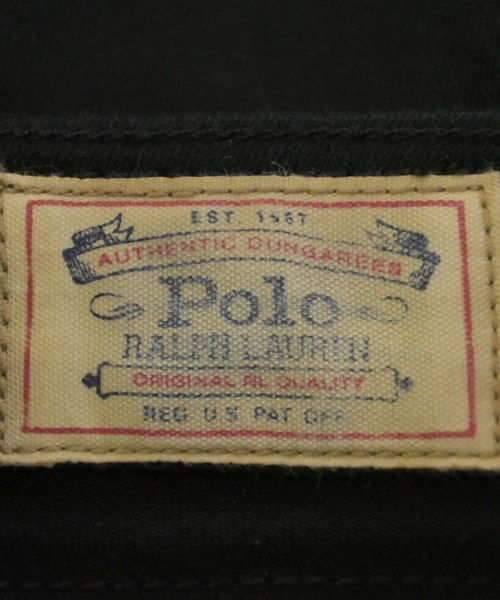 EST. 1967
AUTHENTIC DUNGAREES
Polo
RALPH LAUREN
ORIGINAL RL QUALITY
REG U.S PAT OFF